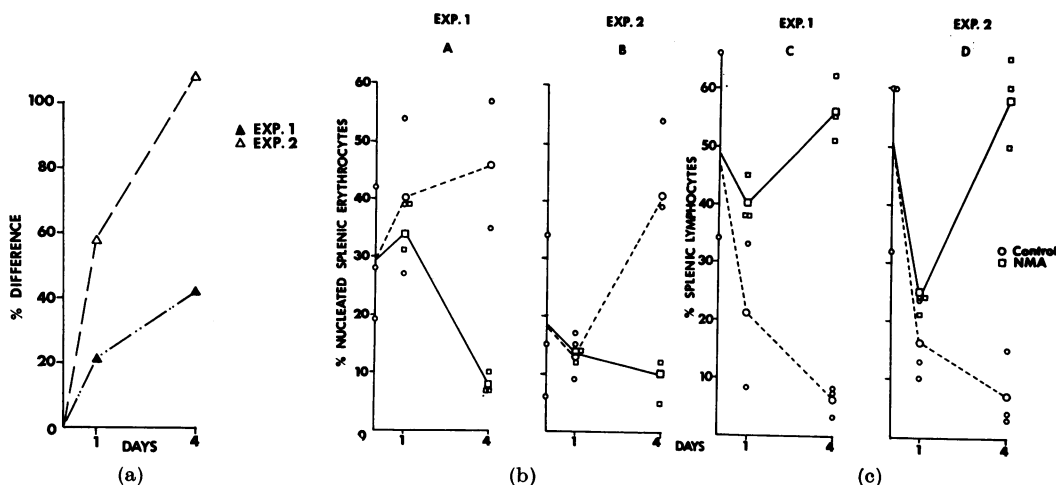 EXP. 1
EXP. 2
EXP. 1
EXP. 2
A
B
C
D
% DIFFERENCE
100
80
60
40
20
0
1
4
DAYS
▲ EXP. 1
△ EXP. 2
(a)
% NUCLEATED SPLENIC ERYTHROCYTES
60
50
40
30
20
10
0
1
4
1
4
DAYS
(b)
% SPLENIC LYMPHOCYTES
60
50
40
30
20
10
1
4
1
4
○ Control
□ NMA
(c)